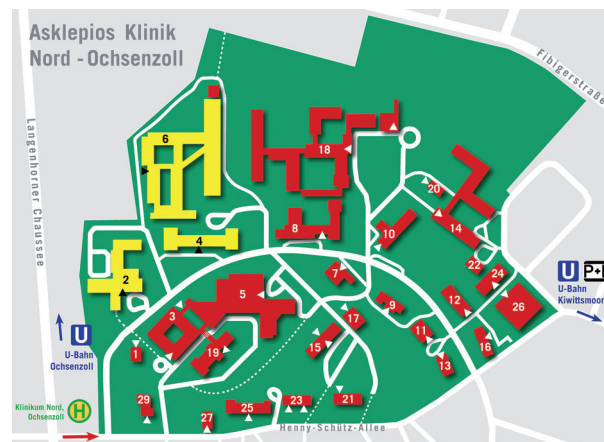 Asklepios Klinik
Nord - Ochsenzoll
Fibigerstraße
Langenhorner Chaussee
6
18
20
4
8
10
14
2
7
22
24
U
P+R
U-Bahn
Kiwittsmoor
5
9
12
26
3
17
11
U
U-Bahn
Ochsenzoll
1
19
15
13
16
Klinikum Nord,
Ochsenzoll
H
29
27
25
23
21
Henny-Schütz-Allee